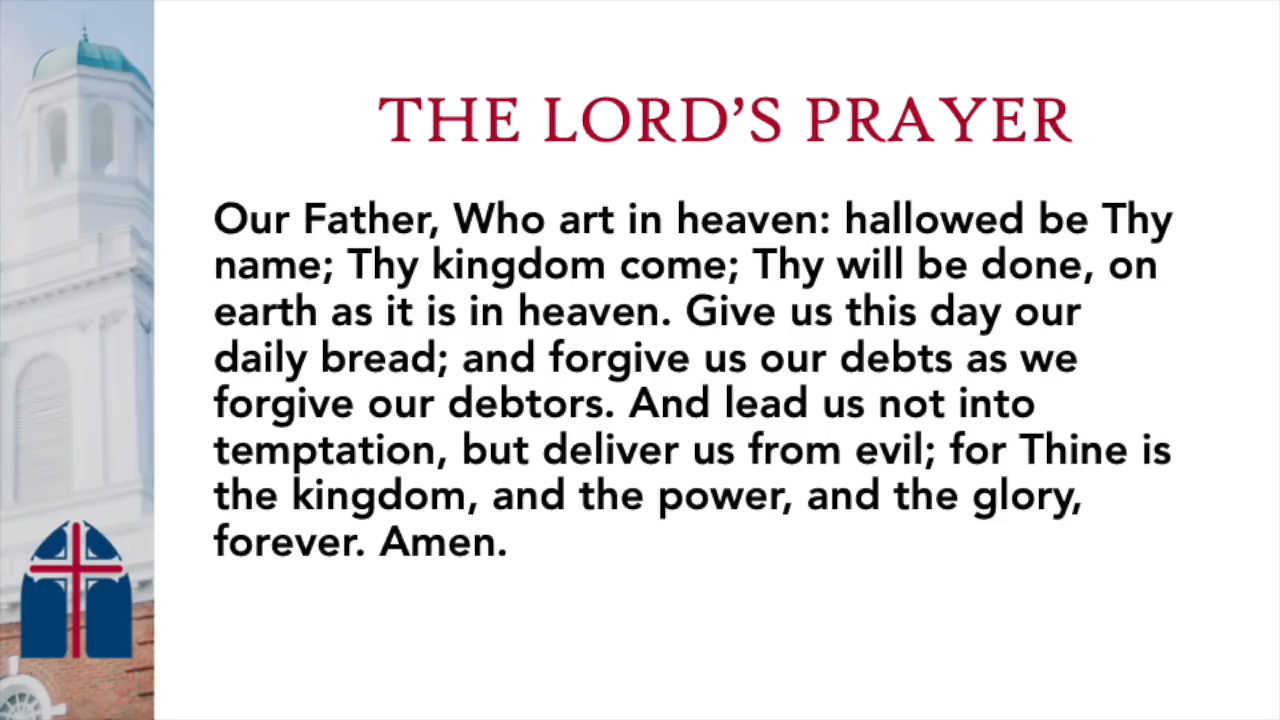 THE LORD’S PRAYER
Our Father, Who art in heaven: hallowed be Thy
name; Thy kingdom come; Thy will be done, on
earth as it is in heaven. Give us this day our
daily bread; and forgive us our debts as we
forgive our debtors. And lead us not into
temptation, but deliver us from evil; for Thine is
the kingdom, and the power, and the glory,
forever. Amen.